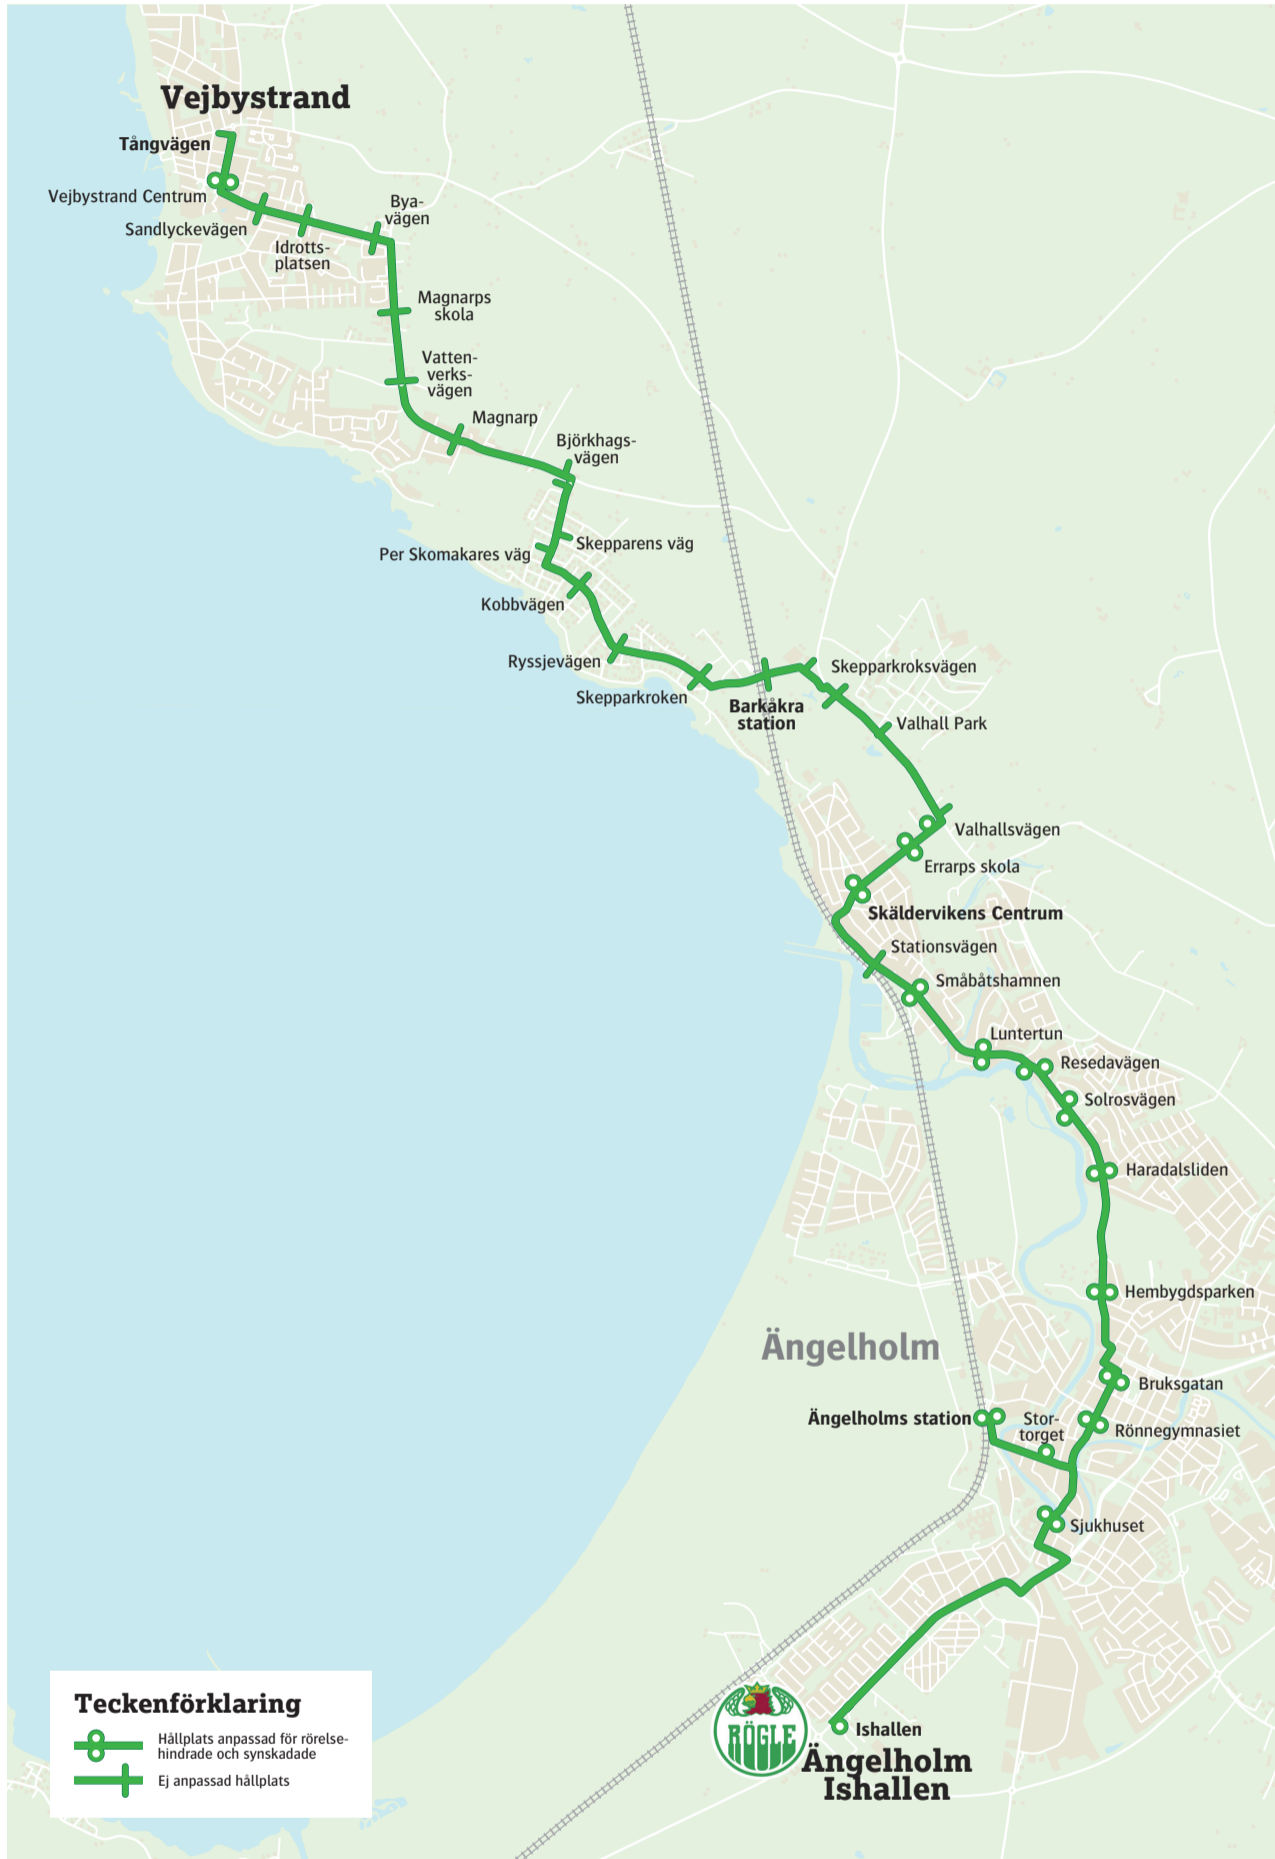 Vejbystrand
Tångvägen
Vejbystrand Centrum
Sandlyckevägen
Idrotts-
platsen
Bya-
vägen
Magnarps
skola
Vatten-
verks-
vägen
Magnarp
Björkhags-
vägen
Skepparens väg
Per Skomakares väg
Kobbvägen
Ryssjevägen
Skepparkroken
Barkåkra
station
Skepparkroksvägen
Valhall Park
Valhallsvägen
Errarps skola
Skäldervikens Centrum
Stationsvägen
Småbåtshamnen
Luntertun
Resedavägen
Solrosvägen
Haradalsliden
Hembygdsparken
Ängelholm
Bruksgatan
Ängelholms station
Stor-
torget
Rönnegymnasiet
Sjukhuset
RÖGLE
Ishallen
Ängelholm
Ishallen
Teckenförklaring
Hållplats anpassad för rörelse-
hindrade och synskadade
Ej anpassad hållplats